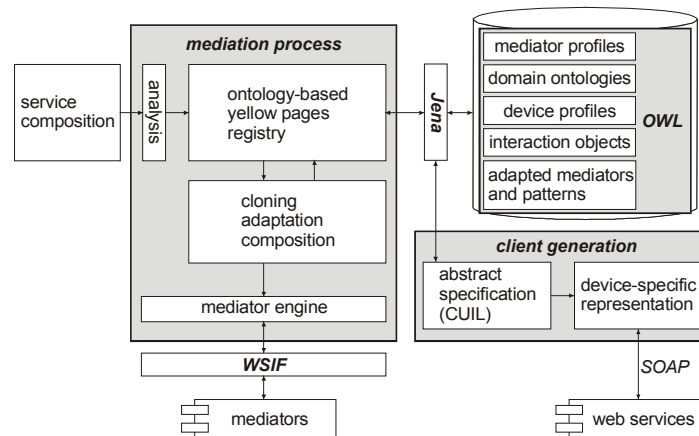 mediation process
service
composition
analysis
ontology-based
yellow pages
registry
cloning
adaptation
composition
mediator engine
WSIF
mediators
Jena
mediator profiles
domain ontologies
device profiles
interaction objects
adapted mediators
and patterns
OWL
client generation
abstract
specification
(CUIL)
device-specific
representation
SOAP
web services